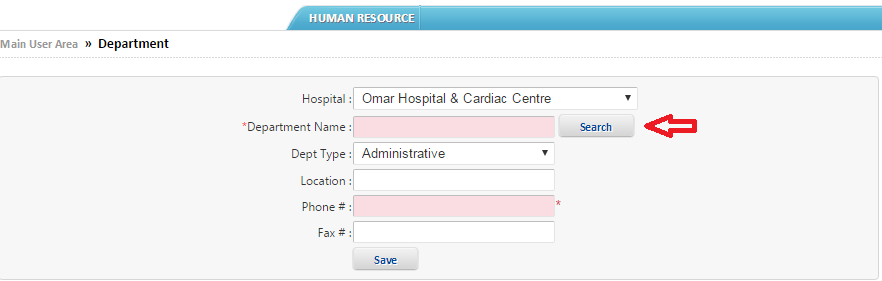 HUMAN RESOURCE
Main User Area » Department
Hospital : Omar Hospital & Cardiac Centre
*Department Name : Search
Dept Type : Administrative
Location :
Phone # : *
Fax # :
Save